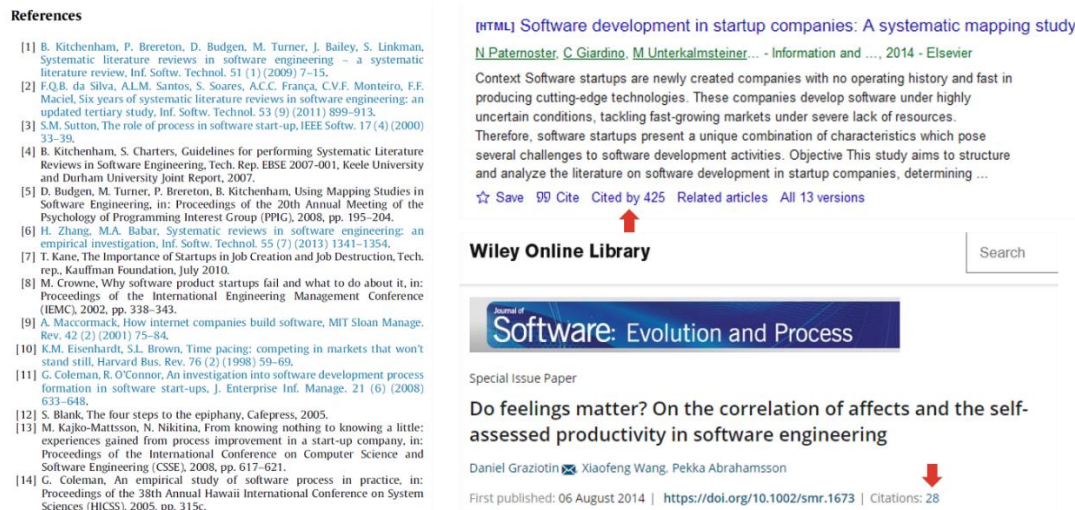 References
[1] B. Kitchenham, P. Brereton, D. Budgen, M. Turner, J. Bailey, S. Linkman,
Systematic literature reviews in software engineering – a systematic
literature review, Inf. Softw. Technol. 51 (1) (2009) 7–15.
[2] F.Q.B. da Silva, A.L.M. Santos, S. Soares, A.C.C. França, C.V.F. Monteiro, F.F.
Maciel, Six years of systematic literature reviews in software engineering: an
updated tertiary study, Inf. Softw. Technol. 53 (9) (2011) 899–913.
[3] S.M. Sutton, The role of process in software start-up, IEEE Softw. 17 (4) (2000)
33–39.
[4] B. Kitchenham, S. Charters, Guidelines for performing Systematic Literature
Reviews in Software Engineering, Tech. Rep. EBSE 2007-001, Keele University
and Durham University Joint Report, 2007.
[5] D. Budgen, M. Turner, P. Brereton, B. Kitchenham, Using Mapping Studies in
Software Engineering, in: Proceedings of the 20th Annual Meeting of the
Psychology of Programming Interest Group (PPIG), 2008, pp. 195–204.
[6] H. Zhang, M.A. Babar, Systematic reviews in software engineering: an
empirical investigation, Inf. Softw. Technol. 55 (7) (2013) 1341–1354.
[7] T. Kane, The Importance of Startups in Job Creation and Job Destruction, Tech.
rep., Kauffman Foundation, July 2010.
[8] M. Crowne, Why software product startups fail and what to do about it, in:
Proceedings of the International Engineering Management Conference
(IEMC), 2002, pp. 338–343.
[9] A. Maccormack, How internet companies build software, MIT Sloan Manage.
Rev. 42 (2) (2001) 75–84.
[10] K.M. Eisenhardt, S.L. Brown, Time pacing: competing in markets that won't
stand still, Harvard Bus. Rev. 76 (2) (1998) 59–69.
[11] G. Coleman, R. O'Connor, An investigation into software development process
formation in software start-ups, J. Enterprise Inf. Manage. 21 (6) (2008)
633–648.
[12] S. Blank, The four steps to the epiphany, Cafepress, 2005.
[13] M. Kajko-Mattsson, N. Nikitina, From knowing nothing to knowing a little:
experiences gained from process improvement in a start-up company, in:
Proceedings of the International Conference on Computer Science and
Software Engineering (CSSE), 2008, pp. 617–621.
[14] G. Coleman, An empirical study of software process in practice, in:
Proceedings of the 38th Annual Hawaii International Conference on System
Sciences (HICSS), 2005, pp. 315c.
[HTML] Software development in startup companies: A systematic mapping study
N Paternoster, C Giardino, M Unterkalmsteiner... - Information and ..., 2014 - Elsevier
Context Software startups are newly created companies with no operating history and fast in
producing cutting-edge technologies. These companies develop software under highly
uncertain conditions, tackling fast-growing markets under severe lack of resources.
Therefore, software startups present a unique combination of characteristics which pose
several challenges to software development activities. Objective This study aims to structure
and analyze the literature on software development in startup companies, determining ...
Save Cite Cited by 425 Related articles All 13 versions
Wiley Online Library
Search
Journal of
Software: Evolution and Process
Special Issue Paper
Do feelings matter? On the correlation of affects and the self-
assessed productivity in software engineering
Daniel Graziotin, Xiaofeng Wang, Pekka Abrahamsson
First published: 06 August 2014 | https://doi.org/10.1002/smr.1673 | Citations: 28